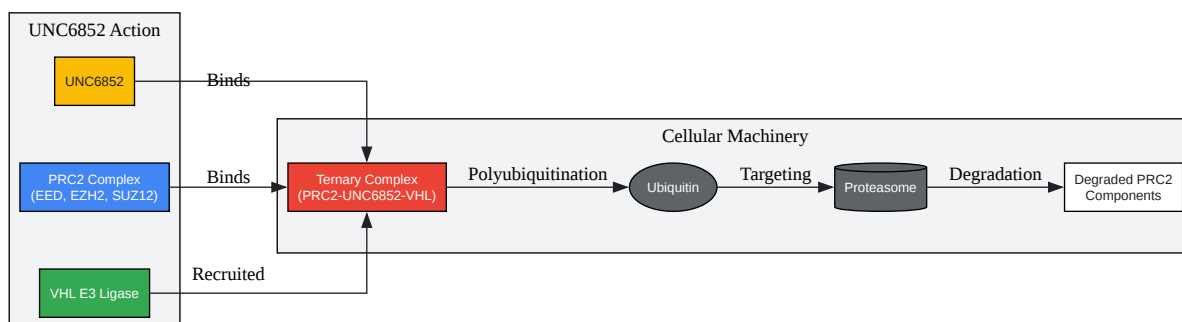 UNC6852 Action
UNC6852
Binds
Cellular Machinery
PRC2 Complex
(EED, EZH2, SUZ12)
Binds
Ternary Complex
(PRC2-UNC6852-VHL)
Polyubiquitination
Ubiquitin
Targeting
Proteasome
Degradation
Degraded PRC2
Components
VHL E3 Ligase
Recruited